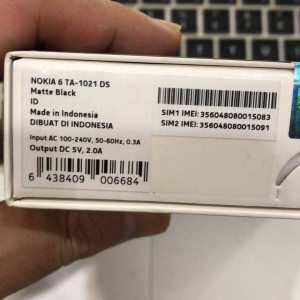 NOKIA 6 TA-1021 DS
Matte Black
ID
Made in Indonesia
DIBUAT DI INDONESIA
Input AC 100-240V, 50-60Hz, 0.3A
Output DC 5V, 2.0A
6 438409 006684
SIM1 IMEI: 356048080015083
SIM2 IMEI: 356048080015091